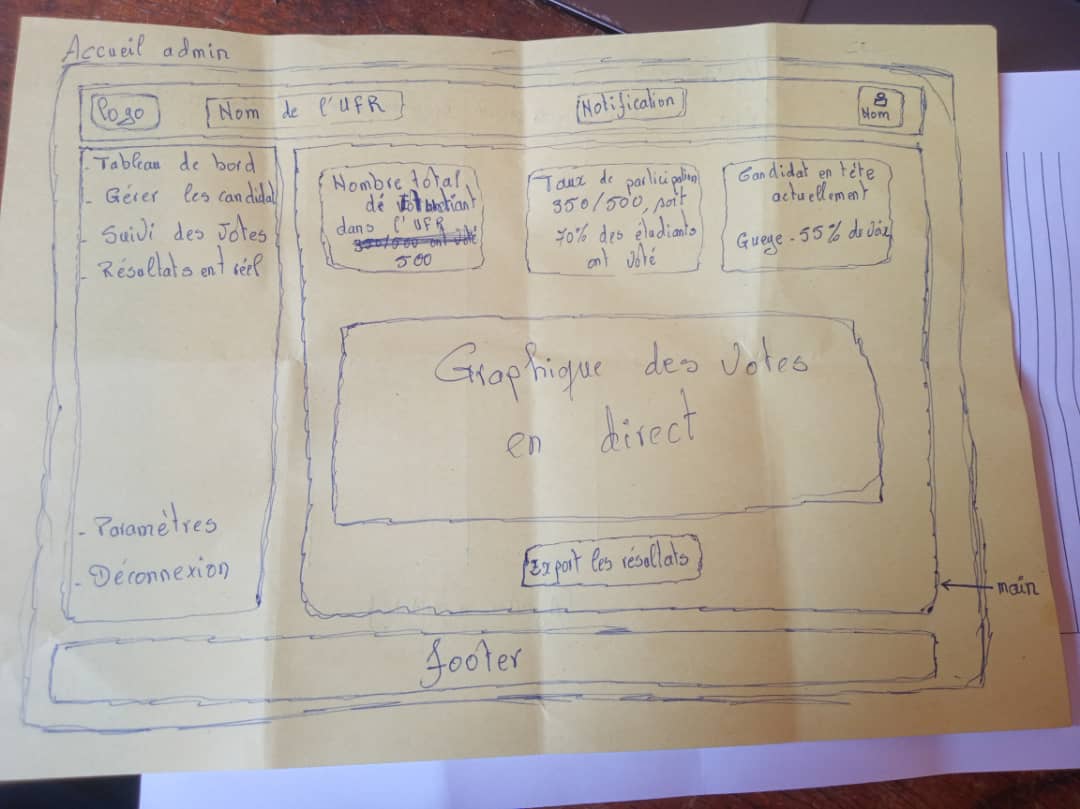 Accueil admin
Logo
Nom de l'UFR
Notification
Nom
- Tableau de bord
- Gérer les candidat
- Suivi des Votes
- Résultats en t réel
- Paramètres
- Déconnexion
Nombre total
de
dans l'UFR
350/500 ont voté
500
Taux de participation
350/500, soit
70% des étudiants
ont voté
Candidat en tête
actuellement
Gueye - 55% de voix
Graphique des Votes
en direct
Export les résultats
main
footer